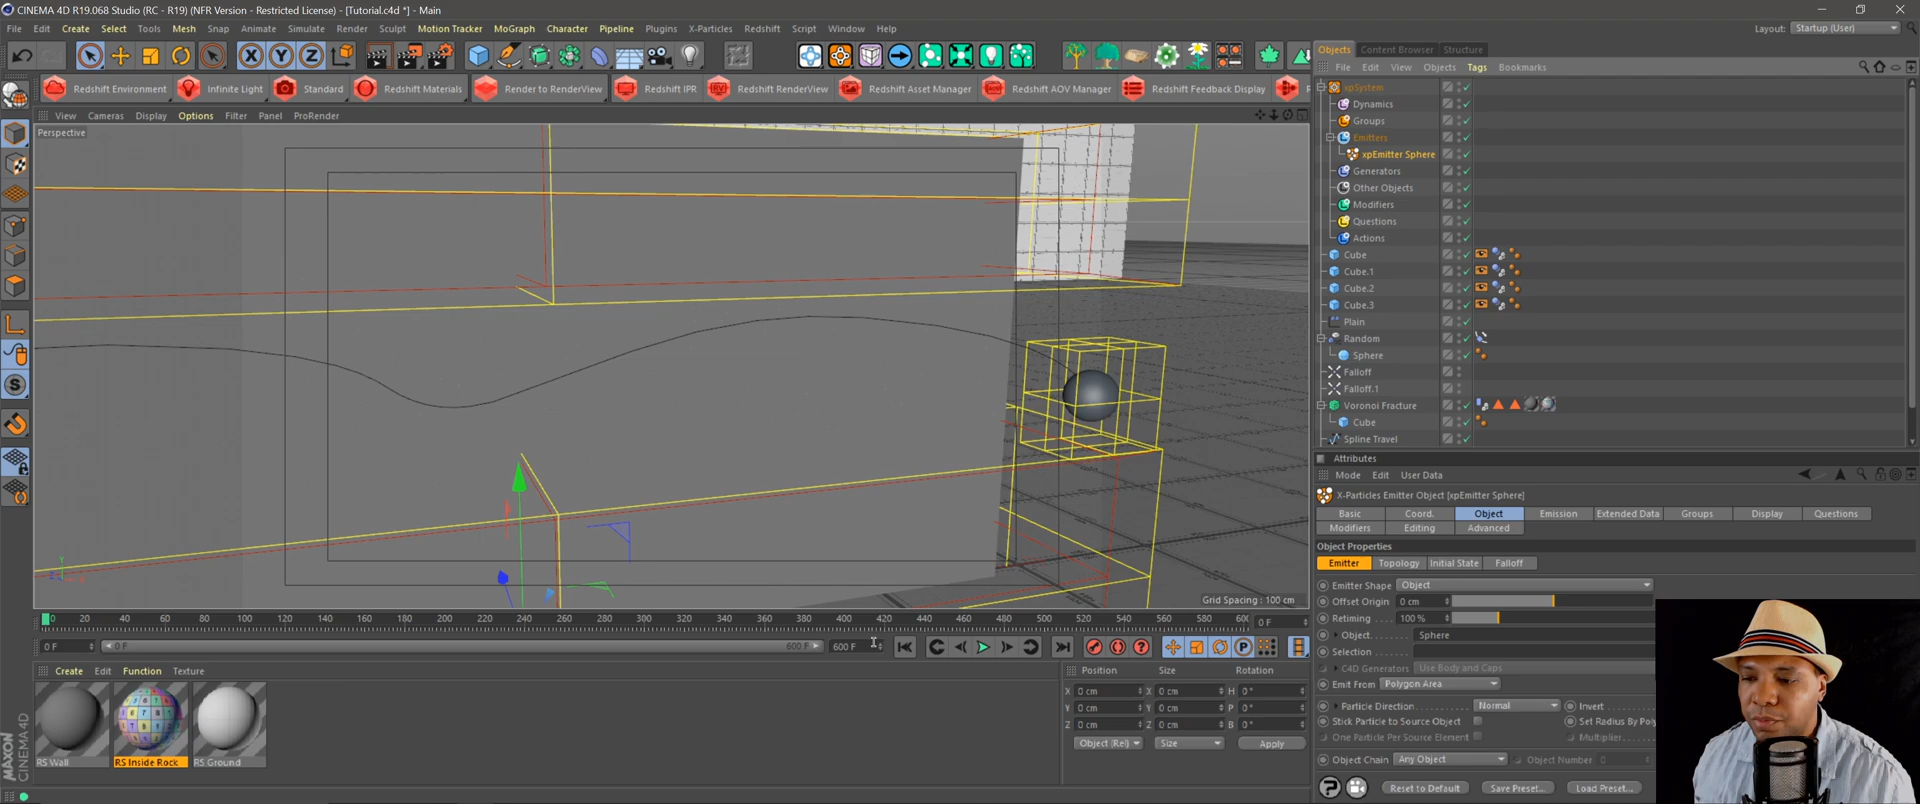 CINEMA 4D R19.068 Studio (RC - R19) (NFR Version - Restricted License) - [Tutorial.c4d *] - Main
File Edit Create Select Tools Mesh Snap Animate Simulate Render Sculpt Motion Tracker MoGraph Character Pipeline Plugins X-Particles Redshift Script Window Help
Layout: Startup (User)
Redshift Environment Infinite Light Standard Redshift Materials Render to RenderView Redshift IPR Redshift RenderView Redshift Asset Manager Redshift AOV Manager Redshift Feedback Display
View Cameras Display Options Filter Panel ProRender
Perspective
Grid Spacing : 100 cm
0 20 40 60 80 100 120 140 160 180 200 220 240 260 280 300 320 340 360 380 400 420 440 460 480 500 520 540 560 580 0 F
0 F 0 F 600 F 600 F
Create Edit Function Texture
RS Wall RS Inside Rock RS Ground
MAXON CINEMA 4D
Position Size Rotation
X 0 cm X 0 cm H 0 °
Y 0 cm Y 0 cm P 0 °
Z 0 cm Z 0 cm B 0 °
Object (Rel) Size Apply
Objects Content Browser Structure
File Edit View Objects Tags Bookmarks
xpSystem
Dynamics
Groups
Emitters
xpEmitter Sphere
Generators
Other Objects
Modifiers
Questions
Actions
Cube
Cube.1
Cube.2
Cube.3
Plain
Random
Sphere
Falloff
Falloff.1
Voronoi Fracture
Cube
Spline Travel
Attributes
Mode Edit User Data
X-Particles Emitter Object [xpEmitter Sphere]
Basic Coord. Object Emission Extended Data Groups Display Questions
Modifiers Editing Advanced
Object Properties
Emitter Topology Initial State Falloff
Emitter Shape Object
Offset Origin 0 cm
Retiming . . . . 100 %
Object. . . . . . . Sphere
Selection . . . . .
C4D Generators Use Body and Caps
Emit From Polygon Area
Particle Direction. . . . . . . Normal Invert
Stick Particle to Source Object Set Radius By Pol
One Particle Per Source Element Multiplier. . . .
Object Chain Any Object Object Number 0
Reset to Default Save Preset... Load Preset...